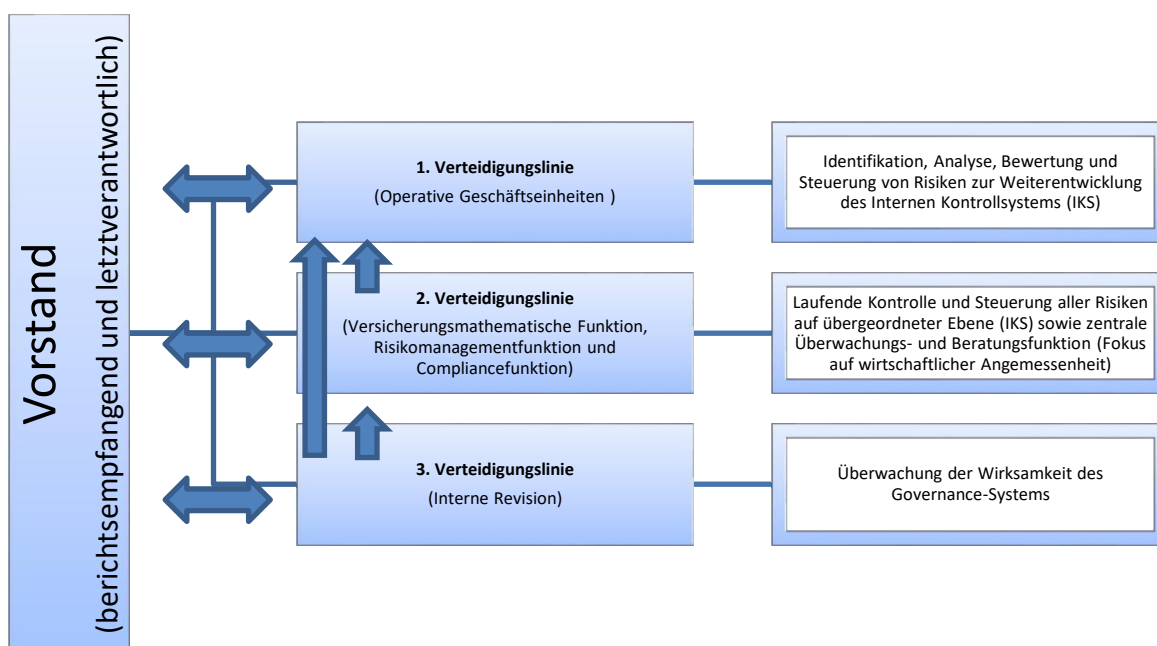 Vorstand
(berichtsempfangend und letztverantwortlich)
1. Verteidigungslinie
(Operative Geschäftseinheiten )
Identifikation, Analyse, Bewertung und
Steuerung von Risiken zur Weiterentwicklung
des Internen Kontrollsystems (IKS)
2. Verteidigungslinie
(Versicherungsmathematische Funktion,
Risikomanagementfunktion und
Compliancefunktion)
Laufende Kontrolle und Steuerung aller Risiken
auf übergeordneter Ebene (IKS) sowie zentrale
Überwachungs- und Beratungsfunktion (Fokus
auf wirtschaftlicher Angemessenheit)
3. Verteidigungslinie
(Interne Revision)
Überwachung der Wirksamkeit des
Governance-Systems